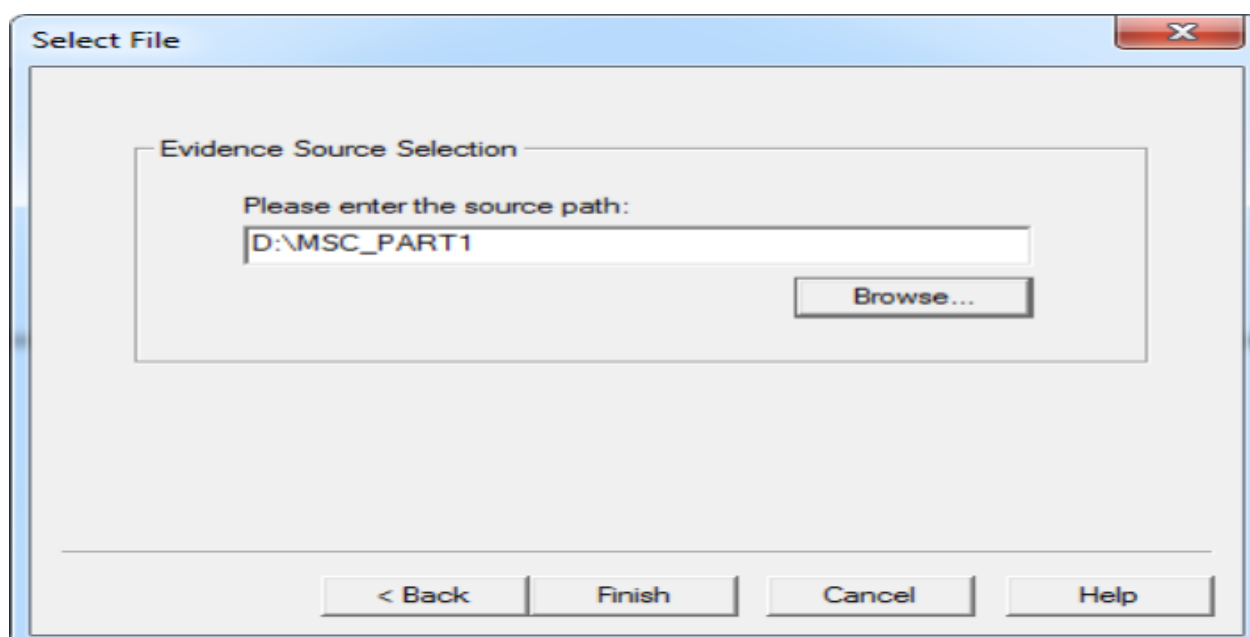 Select File
Evidence Source Selection
Please enter the source path:
D:\MSC_PART1
Browse...
< Back Finish Cancel Help